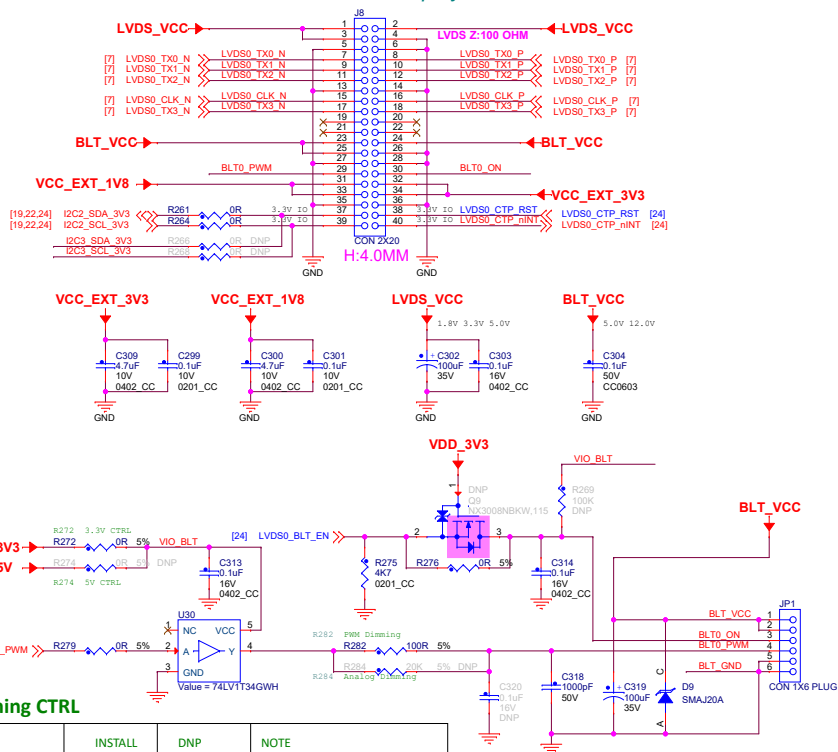 J8
LVDS_VCC 1 2 LVDS_VCC
3 4
LVDS Z:100 OHM
5 6
[7] LVDS0_TX0_N LVDS0_TX0_N 7 8 LVDS0_TX0_P LVDS0_TX0_P [7]
[7] LVDS0_TX1_N LVDS0_TX1_N 9 10 LVDS0_TX1_P LVDS0_TX1_P [7]
[7] LVDS0_TX2_N LVDS0_TX2_N 11 12 LVDS0_TX2_P LVDS0_TX2_P [7]
13 14
[7] LVDS0_CLK_N LVDS0_CLK_N 15 16 LVDS0_CLK_P LVDS0_CLK_P [7]
[7] LVDS0_TX3_N LVDS0_TX3_N 17 18 LVDS0_TX3_P LVDS0_TX3_P [7]
19 20
21 22
BLT_VCC 23 24 BLT_VCC
25 26
27 28
BLT0_PWM 29 30 BLT0_ON
VCC_EXT_1V8 31 32
33 34 VCC_EXT_3V3
35 36
[19,22,24] I2C2_SDA_3V3 R261 0R 3.3V IO 37 38 3.3V IO LVDS0_CTP_RST LVDS0_CTP_RST [24]
[19,22,24] I2C2_SCL_3V3 R264 0R 3.3V IO 39 40 3.3V IO LVDS0_CTP_nINT LVDS0_CTP_nINT [24]
I2C3_SDA_3V3 R266 0R DNP
I2C3_SCL_3V3 R268 0R DNP
CON 2X20
H:4.0MM
GND GND
VCC_EXT_3V3 VCC_EXT_1V8 LVDS_VCC BLT_VCC
1.8V 3.3V 5.0V 5.0V 12.0V
C309 C299 C300 C301 C302 C303 C304
4.7uF 0.1uF 4.7uF 0.1uF 100uF 0.1uF 0.1uF
10V 10V 10V 10V 35V 16V 50V
0402_CC 0201_CC 0402_CC 0201_CC 0402_CC CC0603
GND GND GND GND
VDD_3V3
VIO_BLT
1
DNP
Q9
NX3008NBKW,115
R269
100K
DNP
BLT_VCC
R272 3.3V CTRL
3V3 R272 0R 5% VIO_BLT
[24] LVDS0_BLT_EN 2 3
5V R274 0R 5% DNP
R274 5V CTRL
C313
0.1uF
16V
0402_CC
R275
4K7
0201_CC
R276 0R 5%
C314
0.1uF
16V
0402_CC
U30
1 NC VCC 5
_PWM R279 0R 5% 2 A Y 4
3 GND
Value = 74LV1T34GWH
R282 PWM Dimming
R282 100R 5%
R284 20K 5% DNP
R284 Analog Dimming
JP1
BLT_VCC 1
2
BLT0_ON 3
BLT0_PWM 4
5
BLT_GND 6
CON 1X6 PLUG
C320
0.1uF
16V
DNP
C318
1000pF
50V
C319
100uF
35V
C
D9
SMAJ20A
A
ning CTRL
INSTALL DNP NOTE